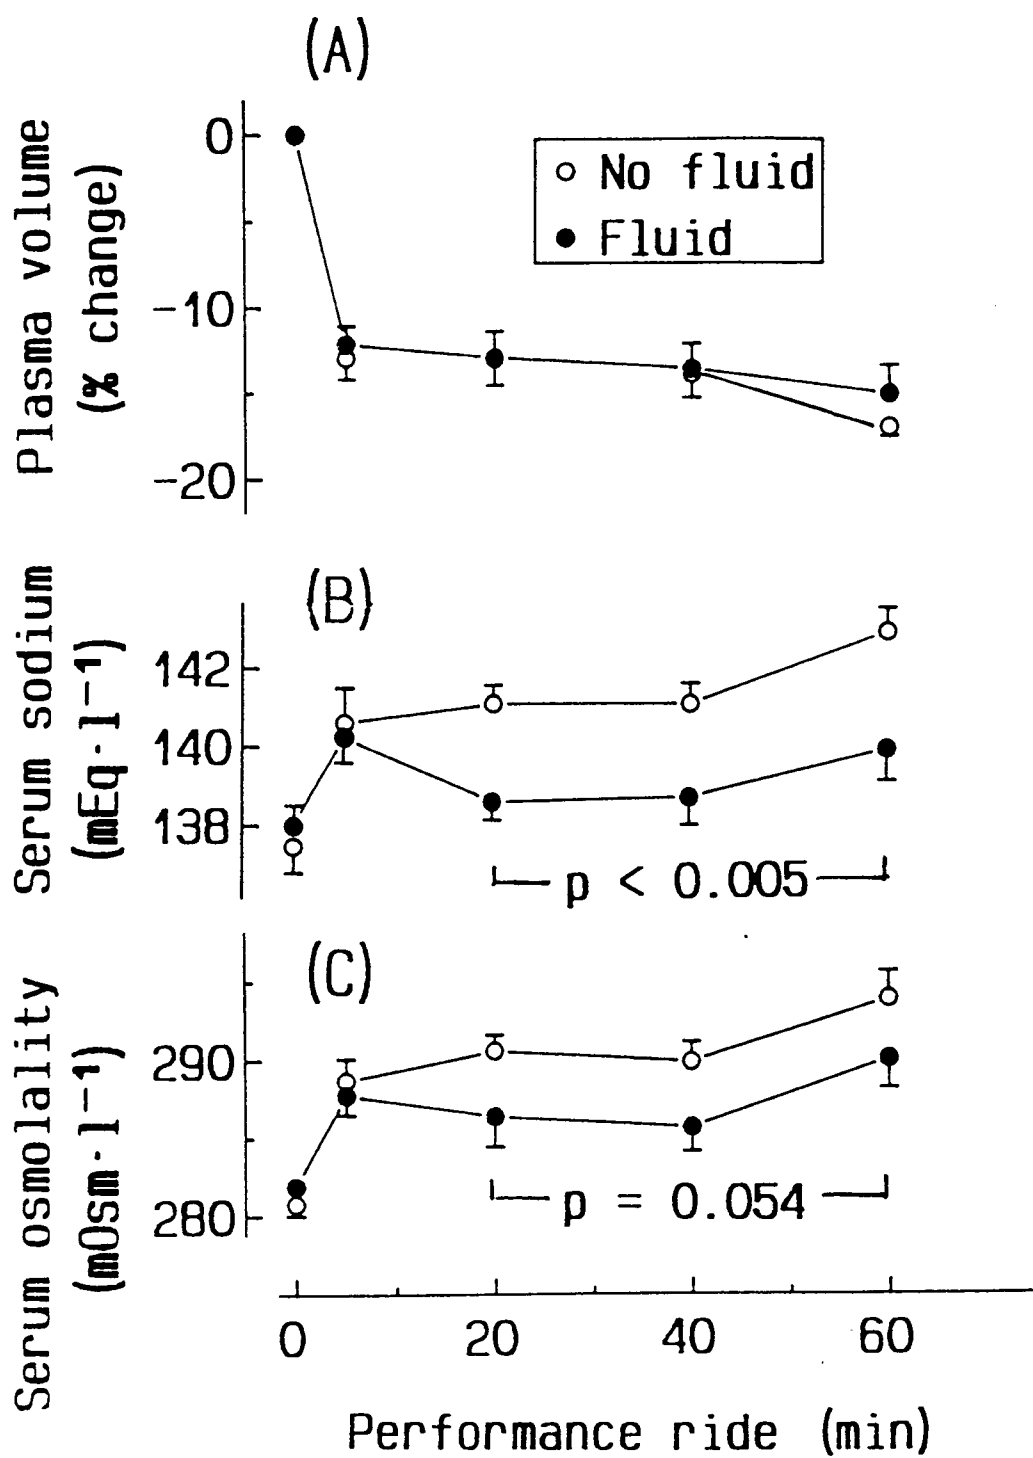 (A)
Plasma volume
(% change)
0
-10
-20
No fluid
Fluid
(B)
Serum sodium
(mEq·l⁻¹)
142
140
138
p < 0.005
(C)
Serum osmolality
(mOsm·l⁻¹)
290
280
p = 0.054
0 20 40 60
Performance ride (min)